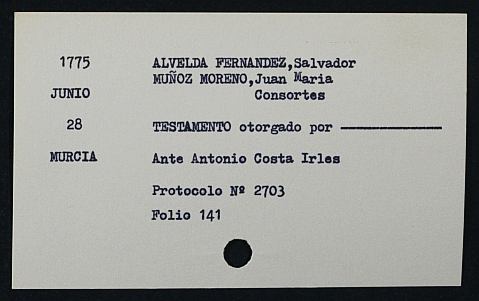 1775 ALVELDA FERNANDEZ,Salvador
MUÑOZ MORENO,Juan Maria
JUNIO Consortes
28 TESTAMENTO otorgado por ——————
MURCIA Ante Antonio Costa Irles
Protocolo Nº 2703
Folio 141